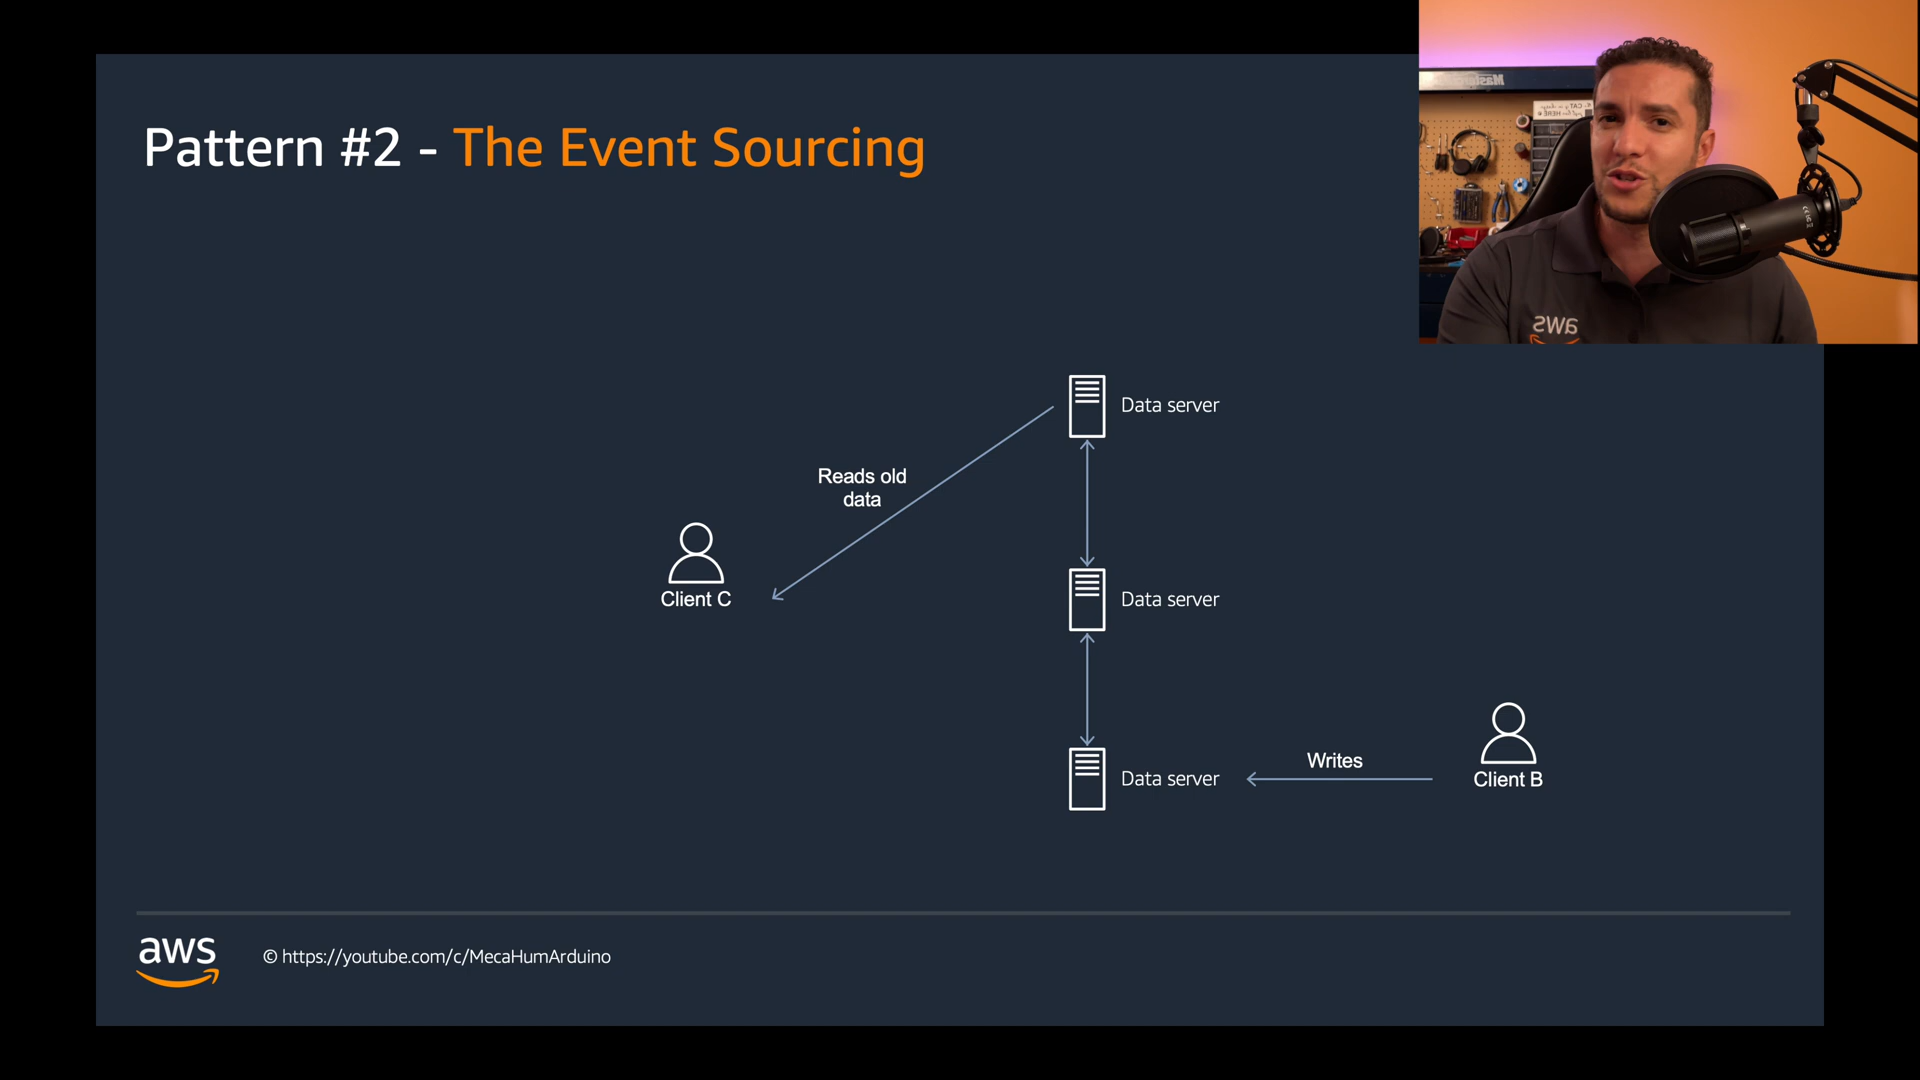 Pattern #2 - The Event Sourcing
aws
Data server
Reads old
data
Client C
Data server
Writes
Data server
Client B
aws
© https://youtube.com/c/MecaHumArduino